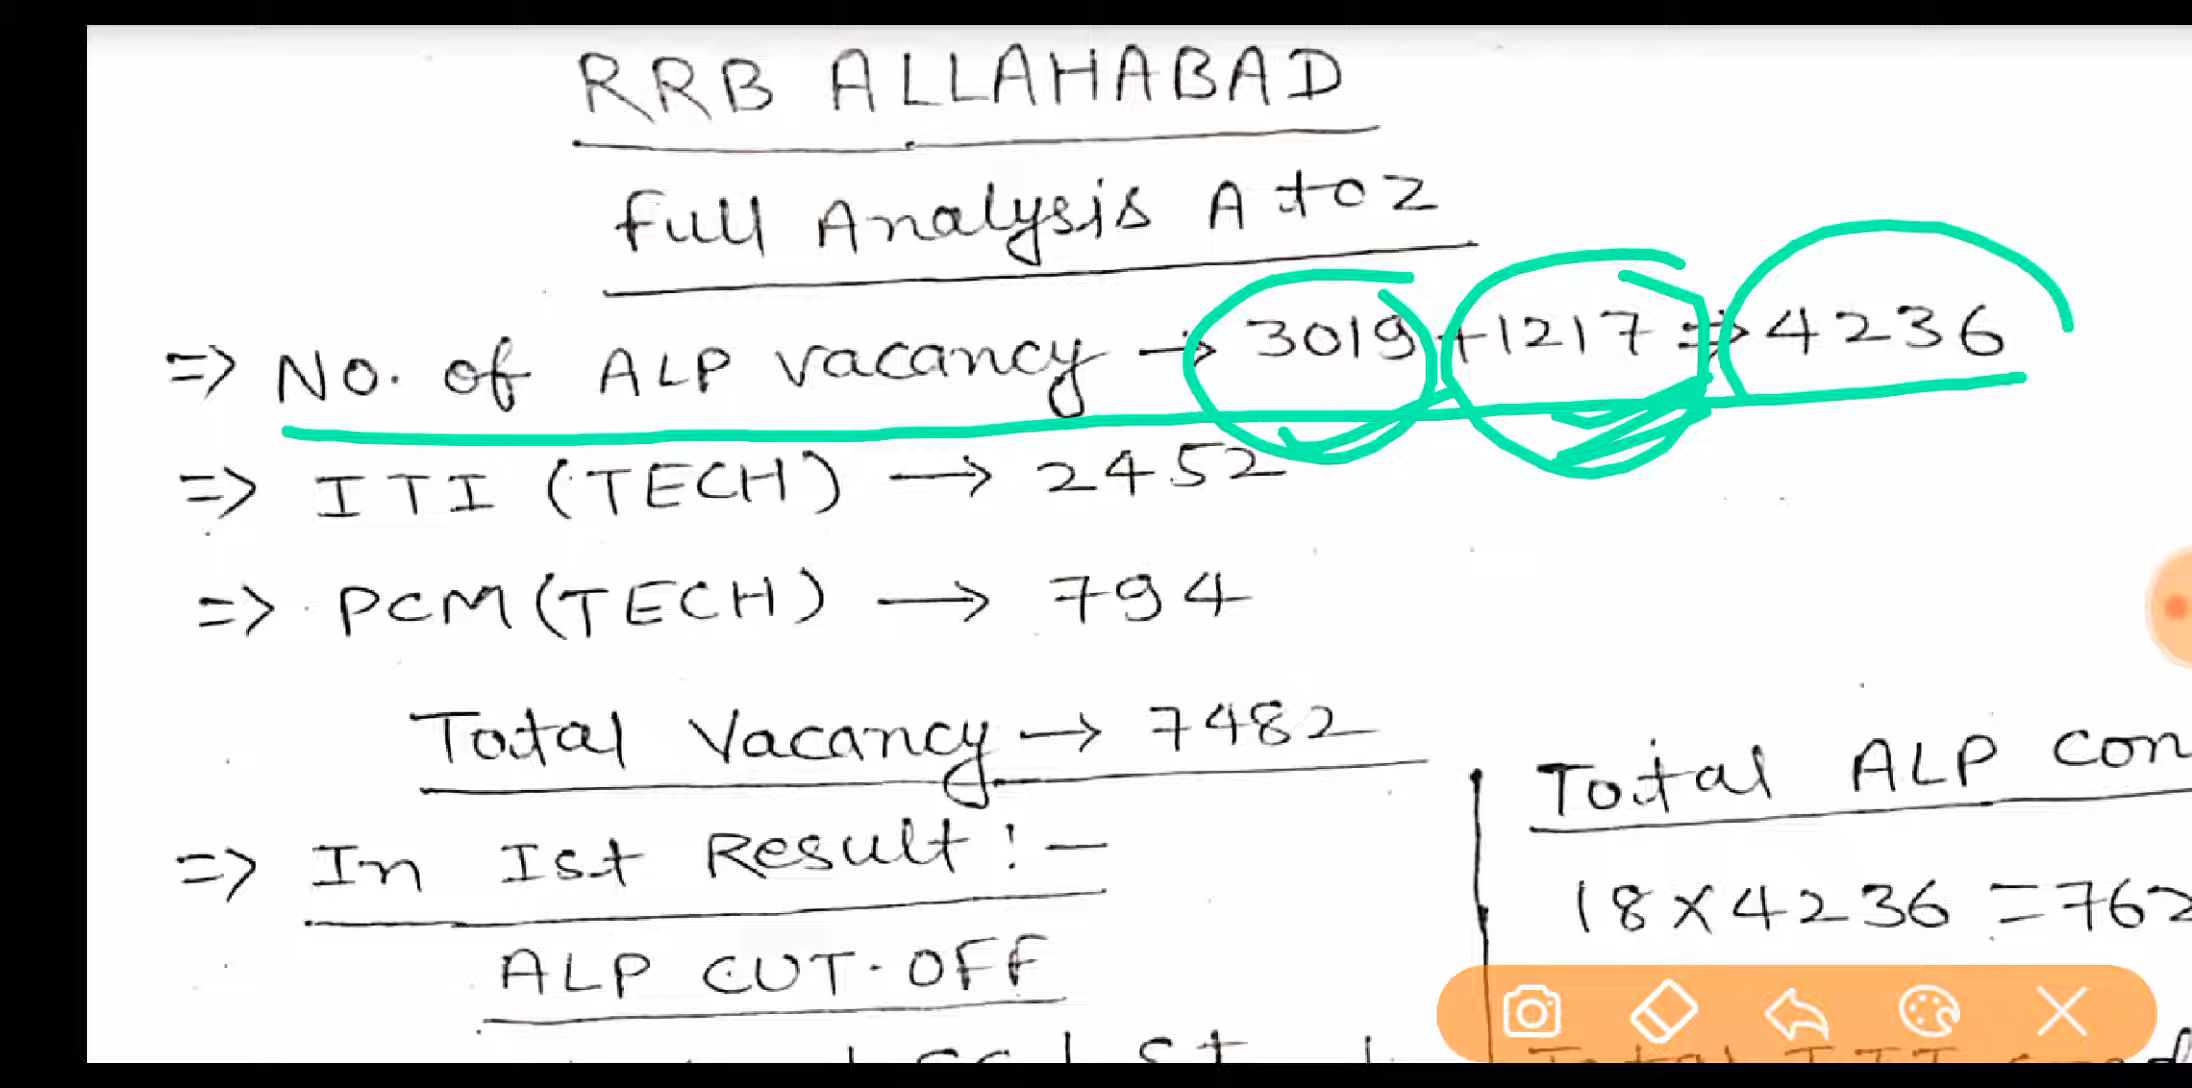 RRB ALLAHABAD
Full Analysis A to Z
=> No. of ALP vacancy → 3019+1217 => 4236
=> ITI (TECH) → 2452
=> PCM (TECH) → 794
Total Vacancy → 7482
=> In Ist Result :-
ALP CUT-OFF
Total ALP
18×4236 = 762